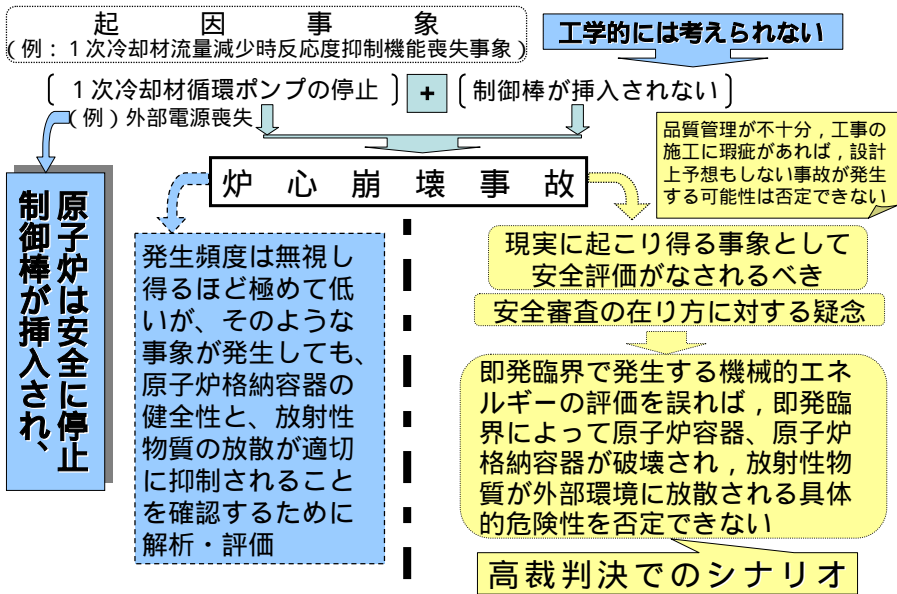 起因事象
(例：１次冷却材流量減少時反応度抑制機能喪失事象)
工学的には考えられない
〔１次冷却材循環ポンプの停止〕
+
〔制御棒が挿入されない〕
(例)外部電源喪失
品質管理が不十分，工事の
施工に瑕疵があれば，設計
上予想もしない事故が発生
する可能性は否定できない
炉心崩壊事故
制御棒が挿入され、
原子炉は安全に停止
発生頻度は無視し
得るほど極めて低
いが、そのような
事象が発生しても、
原子炉格納容器の
健全性と、放射性
物質の放散が適切
に抑制されること
を確認するために
解析・評価
現実に起こり得る事象として
安全評価がなされるべき
安全審査の在り方に対する疑念
即発臨界で発生する機械的エネ
ルギーの評価を誤れば，即発臨
界によって原子炉容器、原子炉
格納容器が破壊され，放射性物
質が外部環境に放散される具体
的危険性を否定できない
高裁判決でのシナリオ